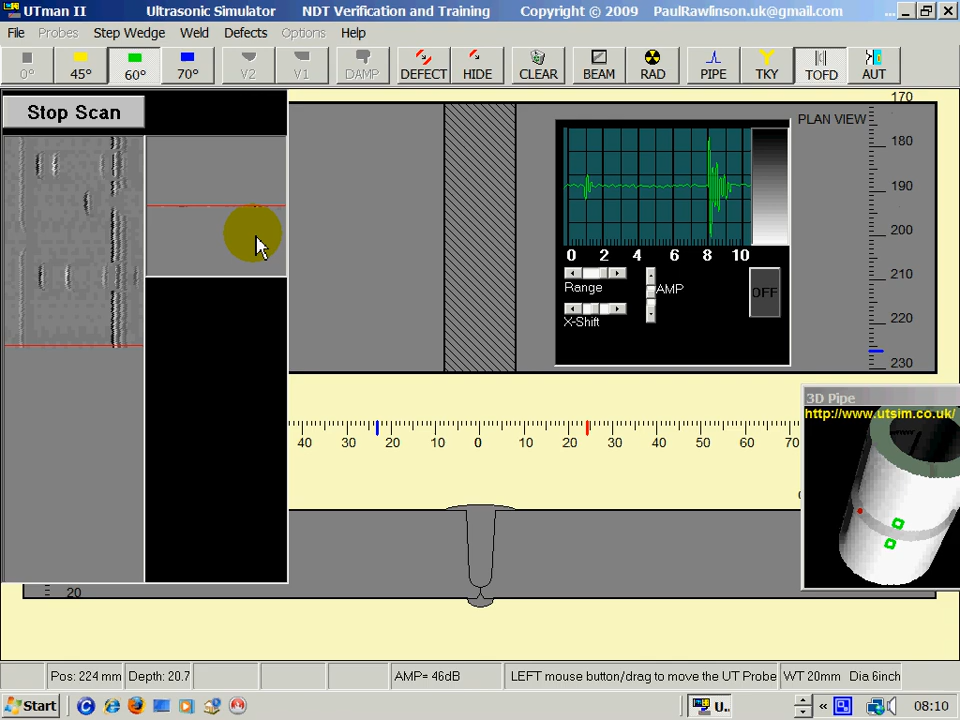 UTman II Ultrasonic Simulator NDT Verification and Training Copyright © 2009 PaulRawlinson.uk@gmail.com ...
File Probes Step Wedge Weld Defects Options Help
0° 45° 60° 70° V2 V1 DAMP DEFECT HIDE CLEAR BEAM RAD PIPE TKY TOFD AUT
Stop Scan
PLAN VIEW
170
180
190
200
210
220
230
0 2 4 6 8 10
Range
AMP
OFF
X-Shift
3D Pipe
http://www.utsim.co.uk/
40 30 20 10 0 10 20 30 40 50 60 70
20
Pos: 224 mm Depth: 20.7 AMP= 46dB LEFT mouse button/drag to move the UT Probe WT 20mm Dia 6inch
Start U.. « 08:10